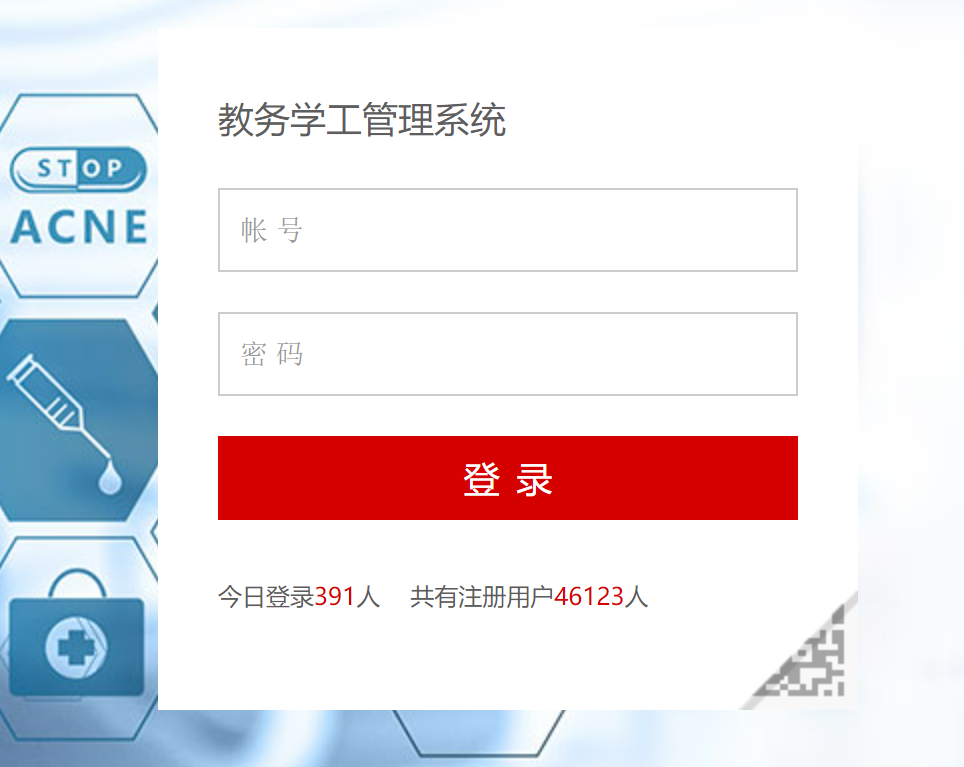 教务学工管理系统
STOP
ACNE
帐 号
密 码
登 录
今日登录391人 共有注册用户46123人